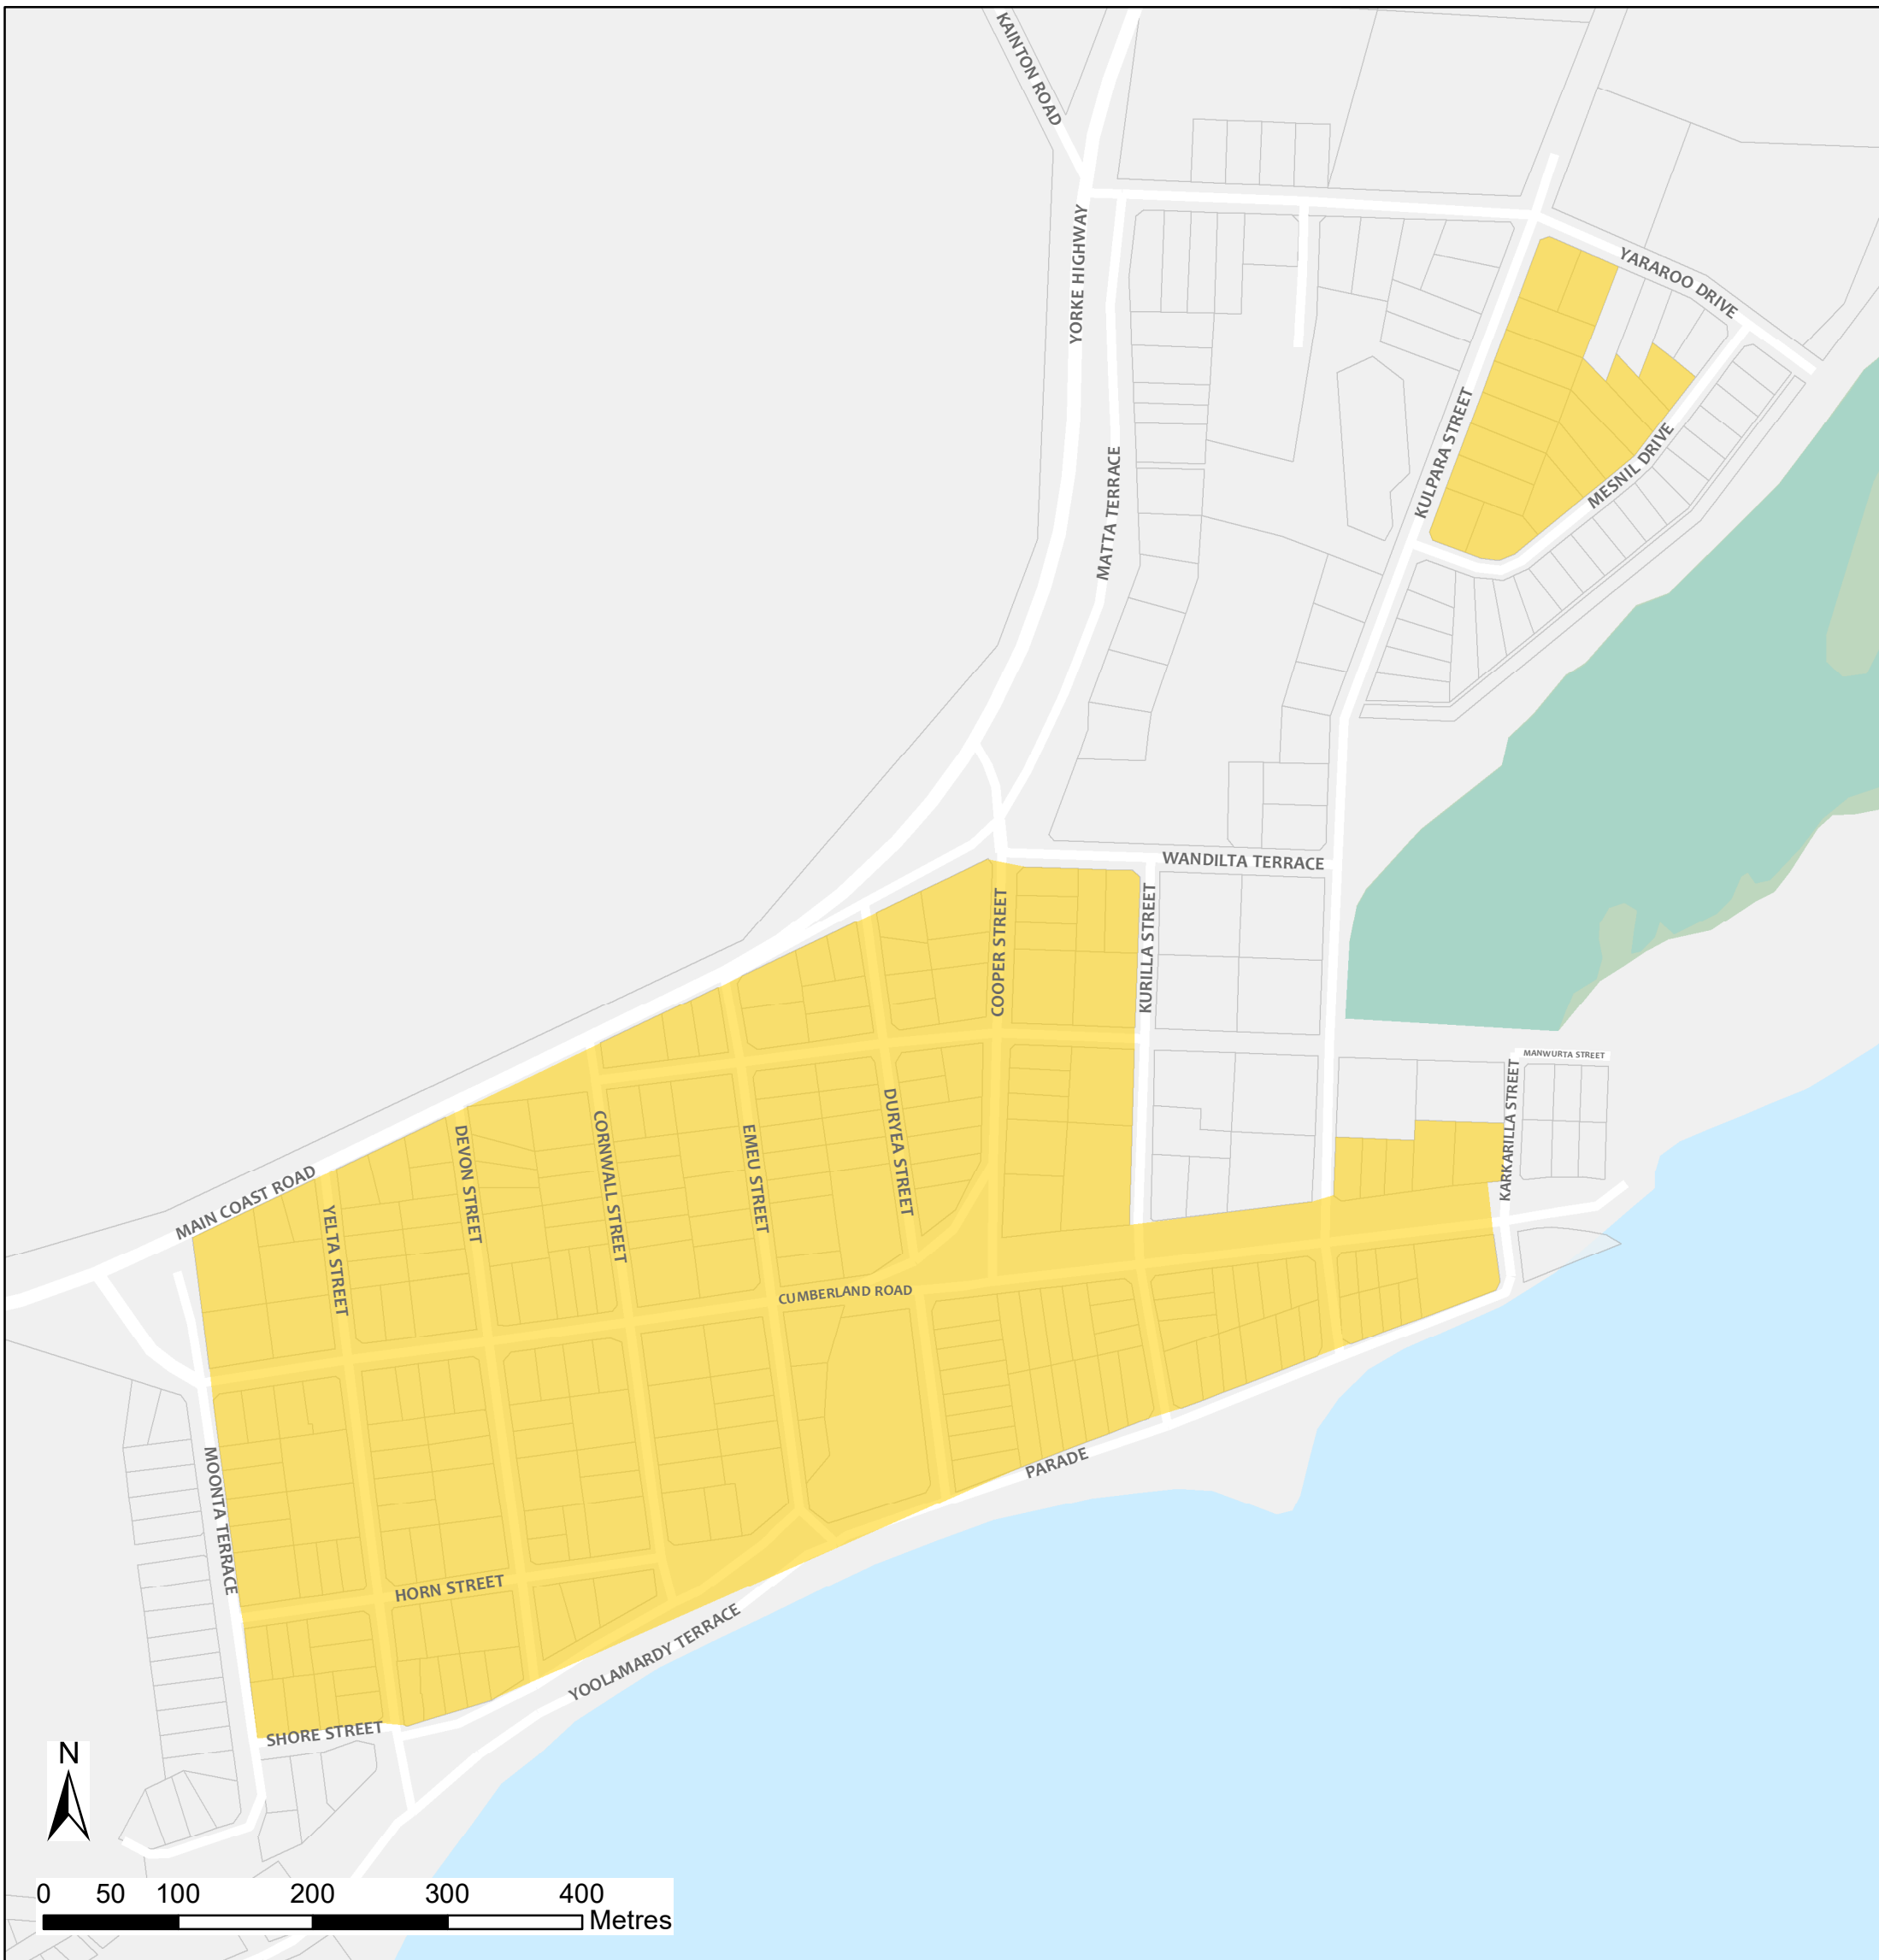 KAINTON ROAD
YORKE HIGHWAY
YARAROO DRIVE
KULPARA STREET
MESNIL DRIVE
MATTA TERRACE
WANDILTA TERRACE
COOPER STREET
KURILLA STREET
MANWURTA STREET
KARKARILLA STREET
MAIN COAST ROAD
YELTA STREET
DEVON STREET
CORNWALL STREET
EMEU STREET
DURYEA STREET
CUMBERLAND ROAD
PARADE
MOONTA TERRACE
HORN STREET
YOOLAMARDY TERRACE
SHORE STREET
N
0 50 100 200 300 400
Metres